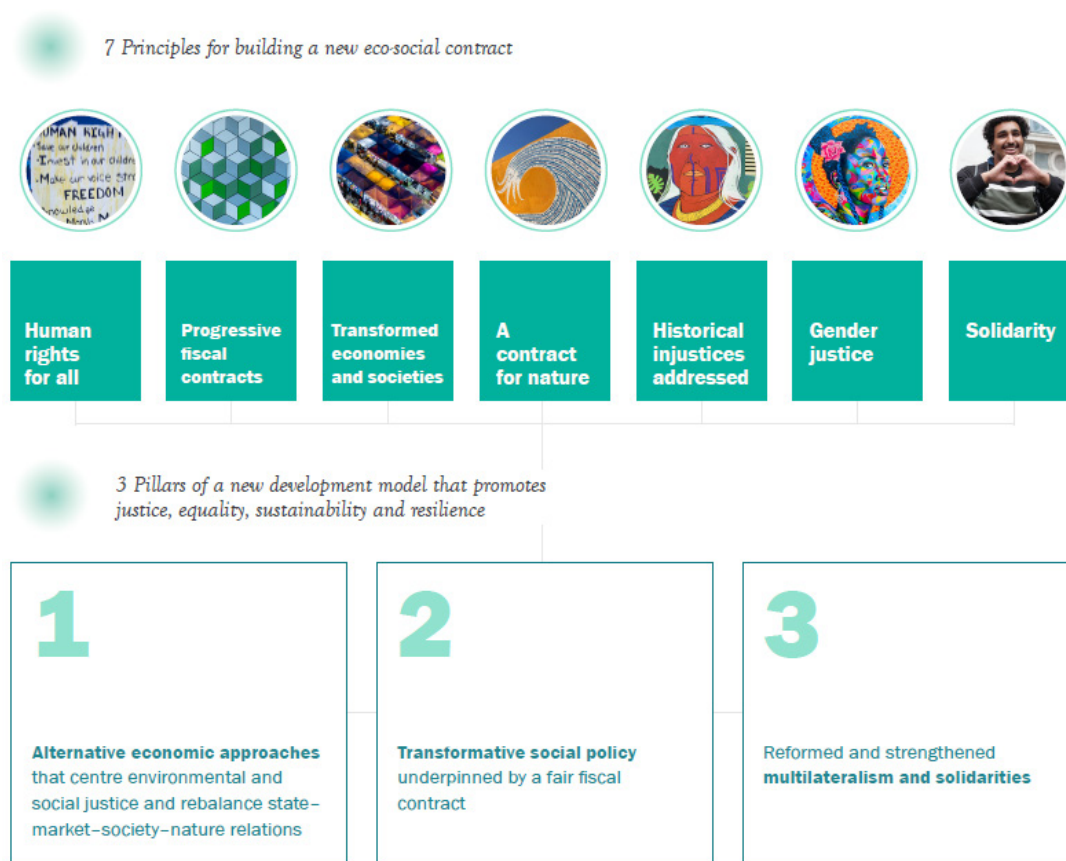 7 Principles for building a new eco-social contract
HUMAN RIGH
Save our children
Invest in our childre
Make our voice stro
FREEDOM
nowledge
March
Human
rights
for all
Progressive
fiscal
contracts
Transformed
economies
and societies
A
contract
for nature
Historical
injustices
addressed
Gender
justice
Solidarity
3 Pillars of a new development model that promotes
justice, equality, sustainability and resilience
1
Alternative economic approaches
that centre environmental and
social justice and rebalance state–
market–society–nature relations
2
Transformative social policy
underpinned by a fair fiscal
contract
3
Reformed and strengthened
multilateralism and solidarities